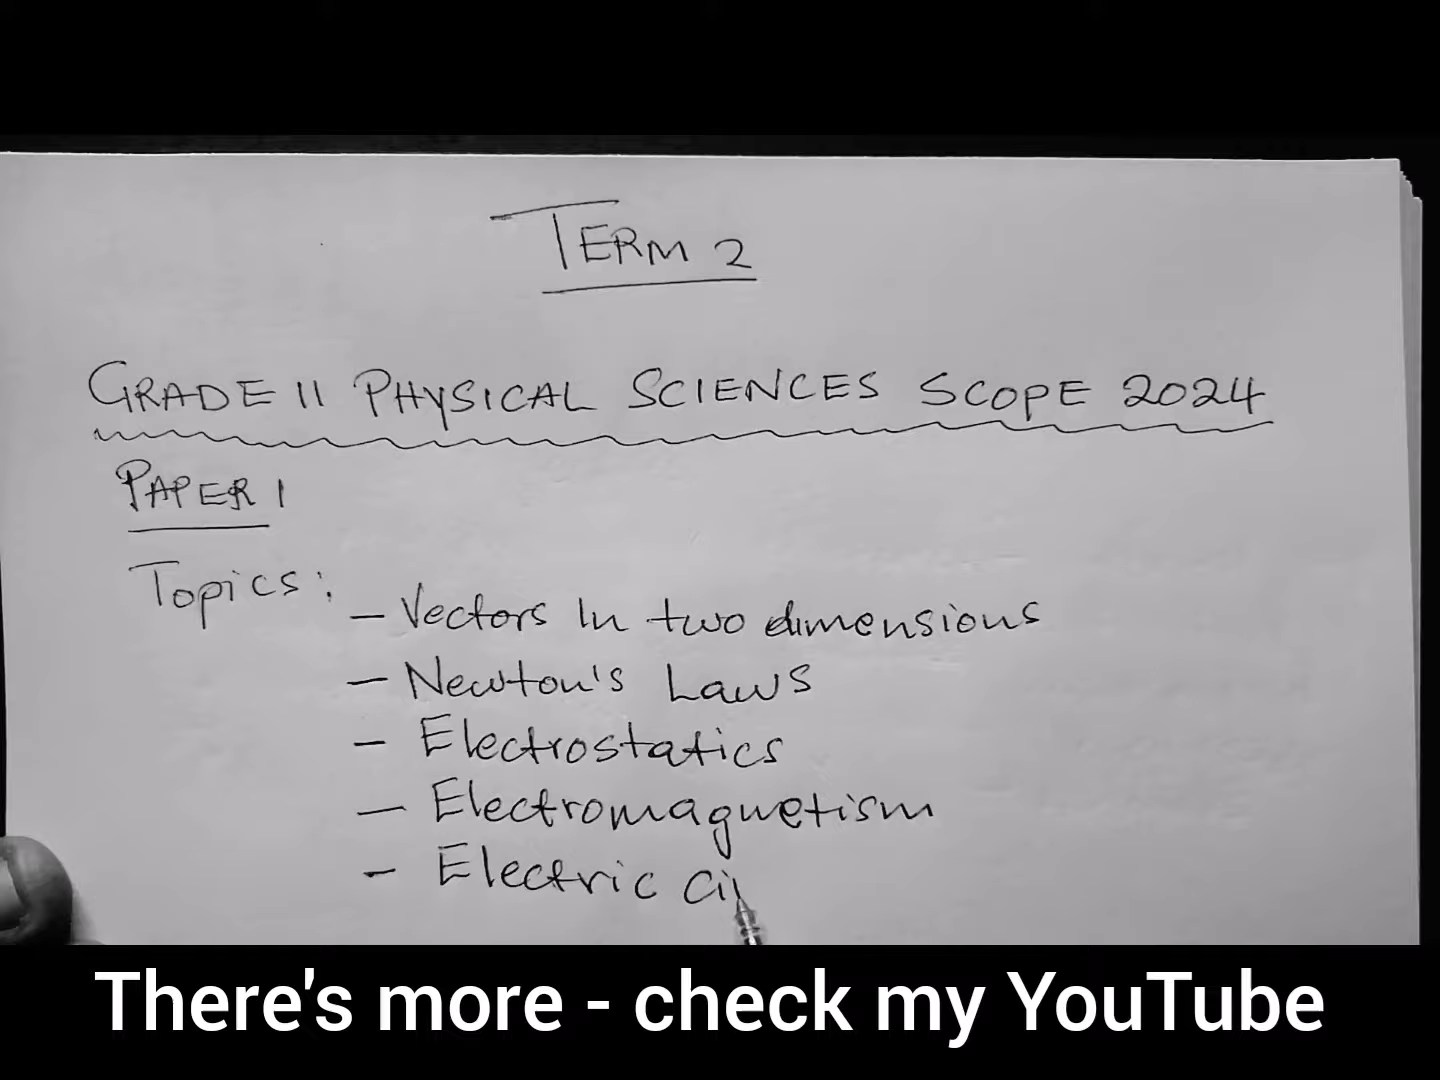 TERM 2
GRADE 11 PHYSICAL SCIENCES SCOPE 2024
PAPER 1
Topics:
- Vectors in two dimensions
- Newton's Laws
- Electrostatics
- Electromagnetism
- Electric ci
There's more - check my YouTube